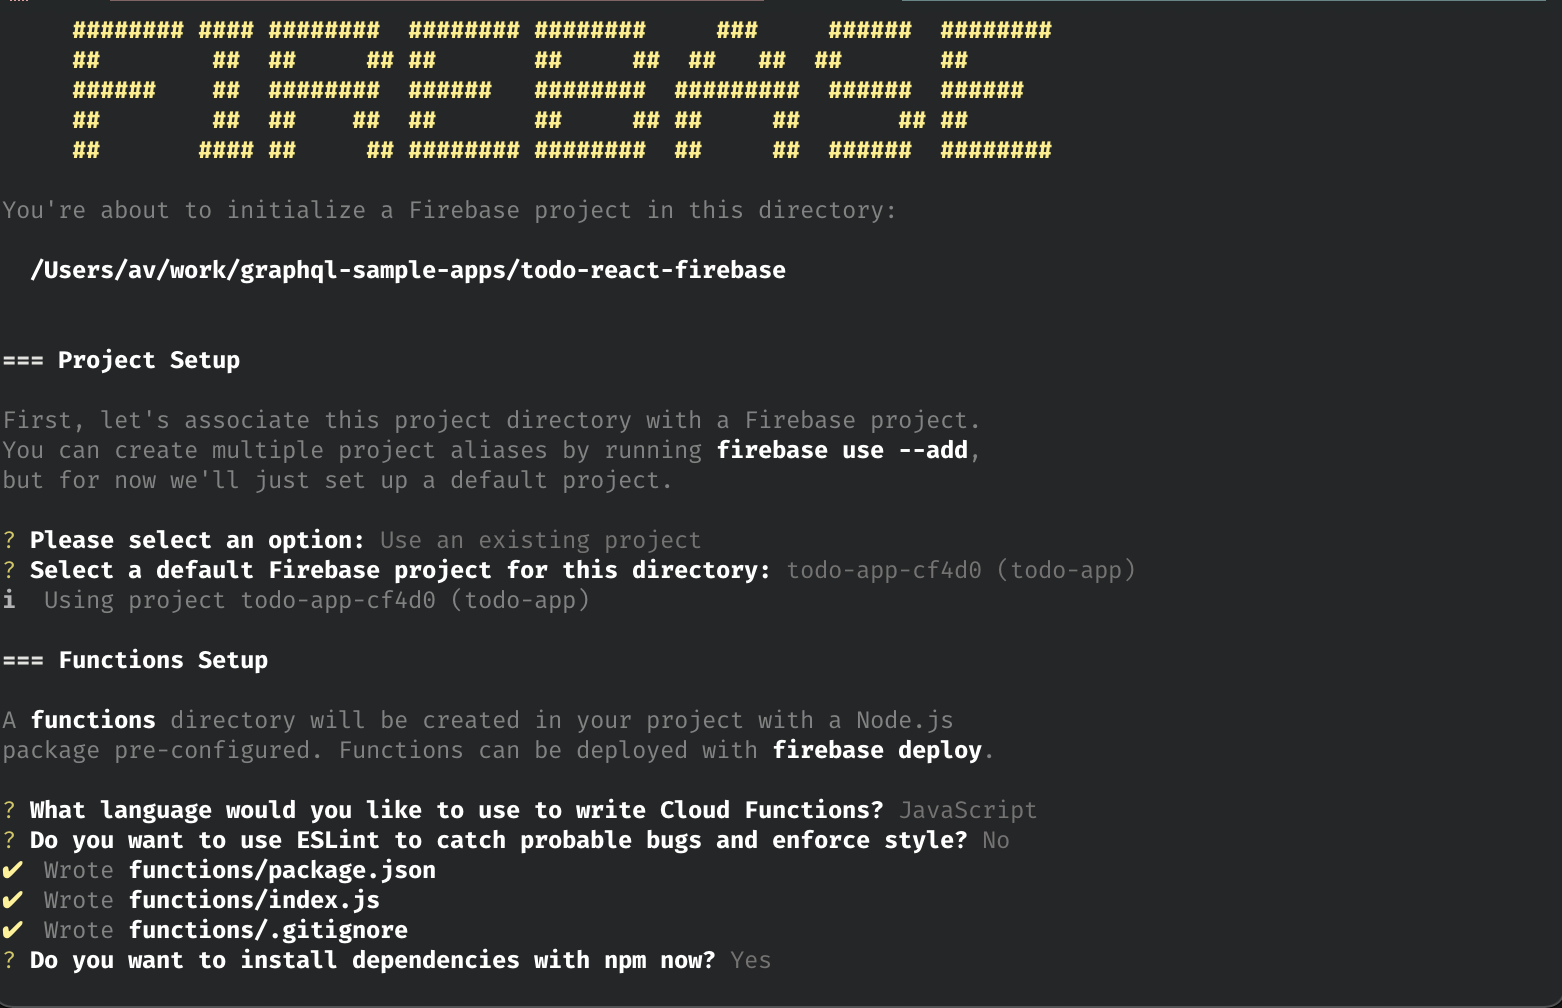 ######## #### ########  ######## ########     ###     ######  ########
##        ##  ##     ## ##       ##     ##  ##   ##  ##       ##
######    ##  ########  ######   ########  #########  ######  ######
##        ##  ##    ##  ##       ##     ## ##     ##       ## ##
##       #### ##     ## ######## ########  ##     ##  ######  ########
You're about to initialize a Firebase project in this directory:
/Users/av/work/graphql-sample-apps/todo-react-firebase
=== Project Setup
First, let's associate this project directory with a Firebase project.
You can create multiple project aliases by running firebase use --add,
but for now we'll just set up a default project.
? Please select an option: Use an existing project
? Select a default Firebase project for this directory: todo-app-cf4d0 (todo-app)
i  Using project todo-app-cf4d0 (todo-app)
=== Functions Setup
A functions directory will be created in your project with a Node.js
package pre-configured. Functions can be deployed with firebase deploy.
? What language would you like to use to write Cloud Functions? JavaScript
? Do you want to use ESLint to catch probable bugs and enforce style? No
✔  Wrote functions/package.json
✔  Wrote functions/index.js
✔  Wrote functions/.gitignore
? Do you want to install dependencies with npm now? Yes